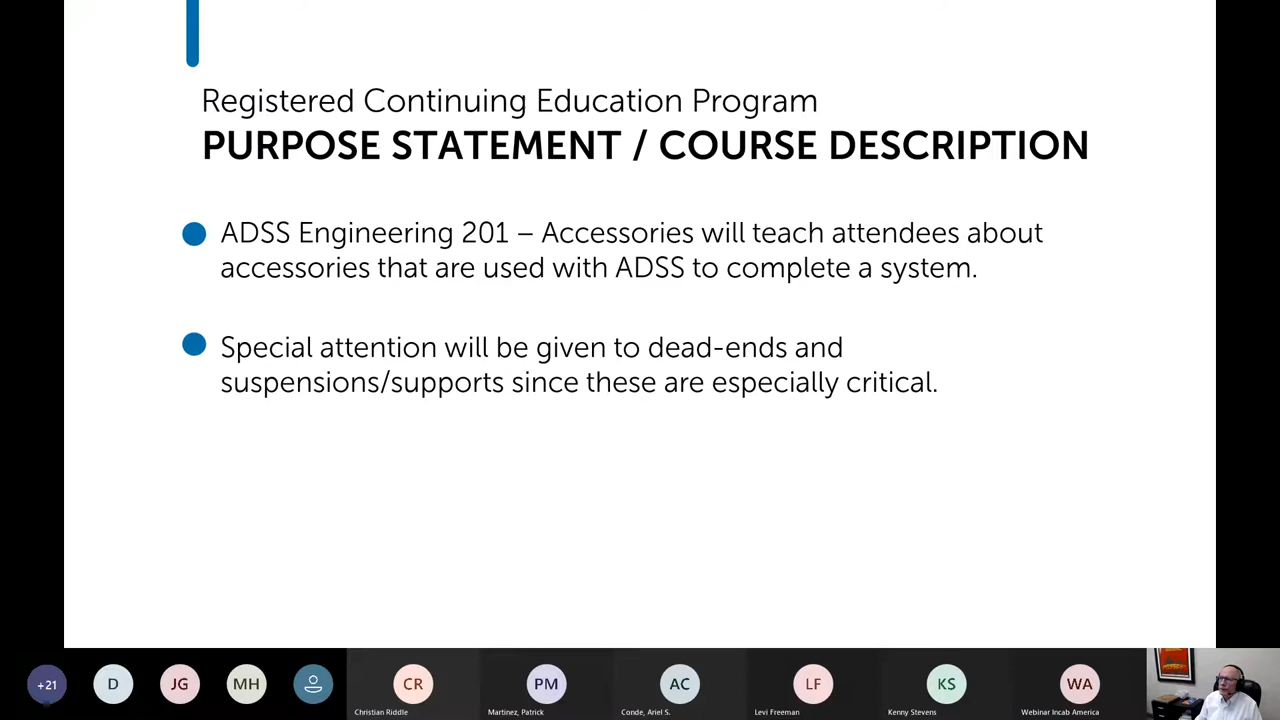 Registered Continuing Education Program
PURPOSE STATEMENT / COURSE DESCRIPTION
ADSS Engineering 201 – Accessories will teach attendees about
accessories that are used with ADSS to complete a system.
Special attention will be given to dead-ends and
suspensions/supports since these are especially critical.
+21
D
JG
MH
CR
PM
AC
LF
KS
WA
Christian Riddle
Martinez, Patrick
Conde, Ariel S.
Levi Freeman
Kenny Stevens
Webinar Incab America